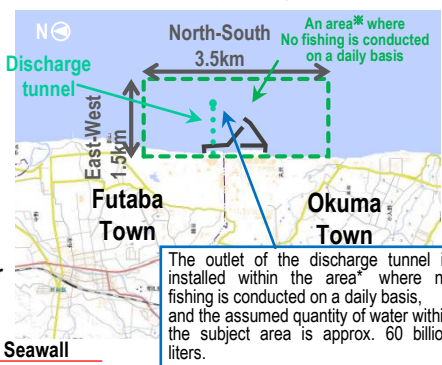 N
North-South
3.5km
An area※ where
No fishing is conducted
on a daily basis
Discharge
tunnel
East-West
1.5km
Futaba
Town
Okuma
Town
The outlet of the discharge tunnel i
installed within the area* where n
fishing is conducted on a daily basis,
and the assumed quantity of water withi
the subject area is approx. 60 billio
liters.
r
Seawall